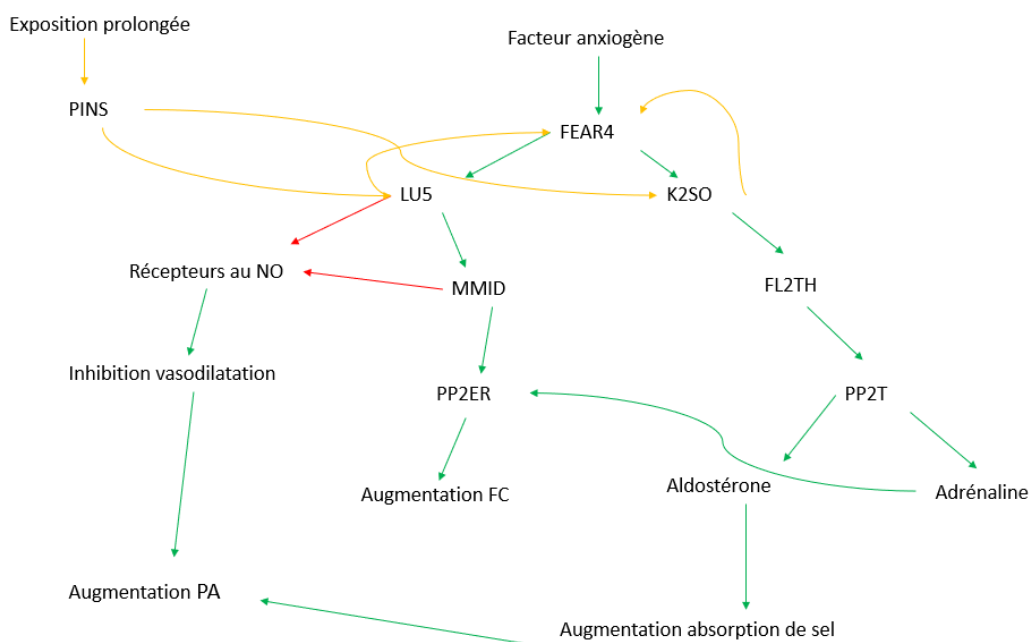 Exposition prolongée
Facteur anxiogène
PINS
FEAR4
LU5
K2SO
Récepteurs au NO
MMID
FL2TH
Inhibition vasodilatation
PP2ER
PP2T
Augmentation FC
Aldostérone
Adrénaline
Augmentation PA
Augmentation absorption de sel